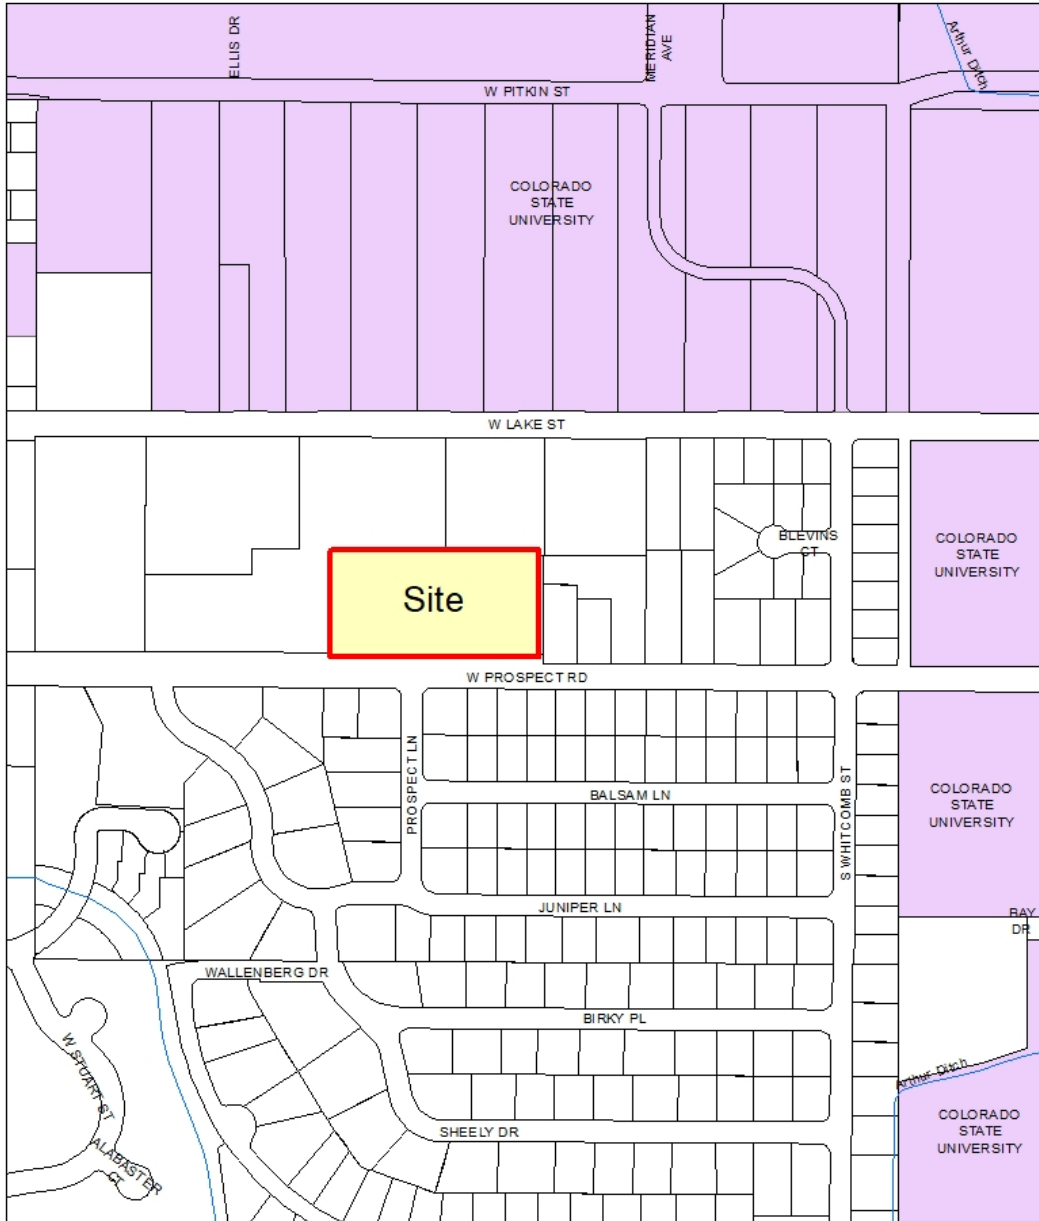 ELLIS DR
MERIDIAN
AVE
Arthur Ditch
W PITKIN ST
COLORADO
STATE
UNIVERSITY
W LAKE ST
BLEVINS
CT
COLORADO
STATE
UNIVERSITY
Site
W PROSPECT RD
PROSPECT LN
BALSAM LN
S WHITCOMB ST
COLORADO
STATE
UNIVERSITY
JUNIPER LN
BAY
DR
WALLENBERG DR
BIRKY PL
W STUART ST
Arthur Ditch
SHEELY DR
COLORADO
STATE
UNIVERSITY
ALABASTER
CT